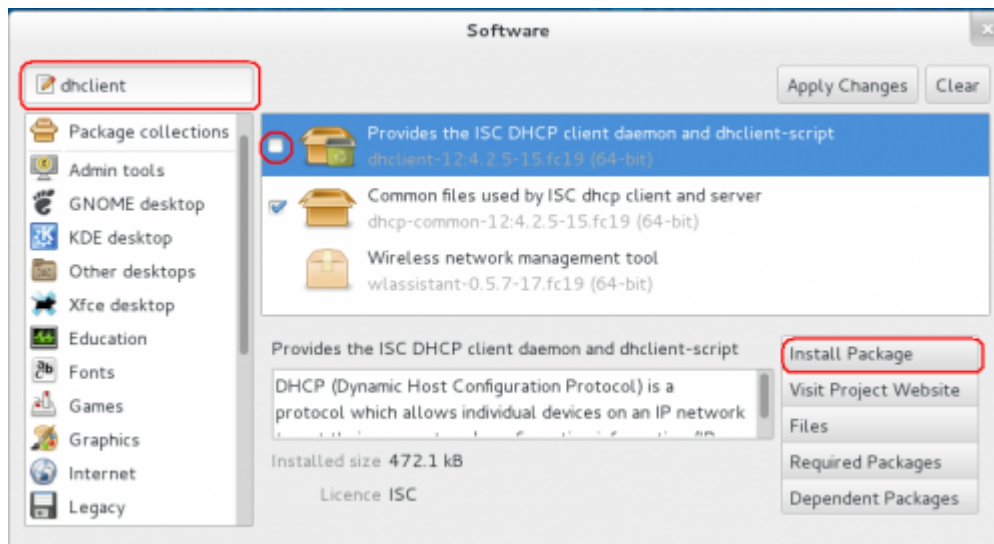 Software
dhclient
Apply Changes
Clear
Package collections
Admin tools
GNOME desktop
KDE desktop
Other desktops
Xfce desktop
Education
Fonts
Games
Graphics
Internet
Legacy
Provides the ISC DHCP client daemon and dhclient-script
dhclient-12:4.2.5-15.fc19 (64-bit)
Common files used by ISC dhcp client and server
dhcp-common-12:4.2.5-15.fc19 (64-bit)
Wireless network management tool
wlassistant-0.5.7-17.fc19 (64-bit)
Provides the ISC DHCP client daemon and dhclient-script
DHCP (Dynamic Host Configuration Protocol) is a
protocol which allows individual devices on an IP network
Installed size 472.1 kB
Licence ISC
Install Package
Visit Project Website
Files
Required Packages
Dependent Packages